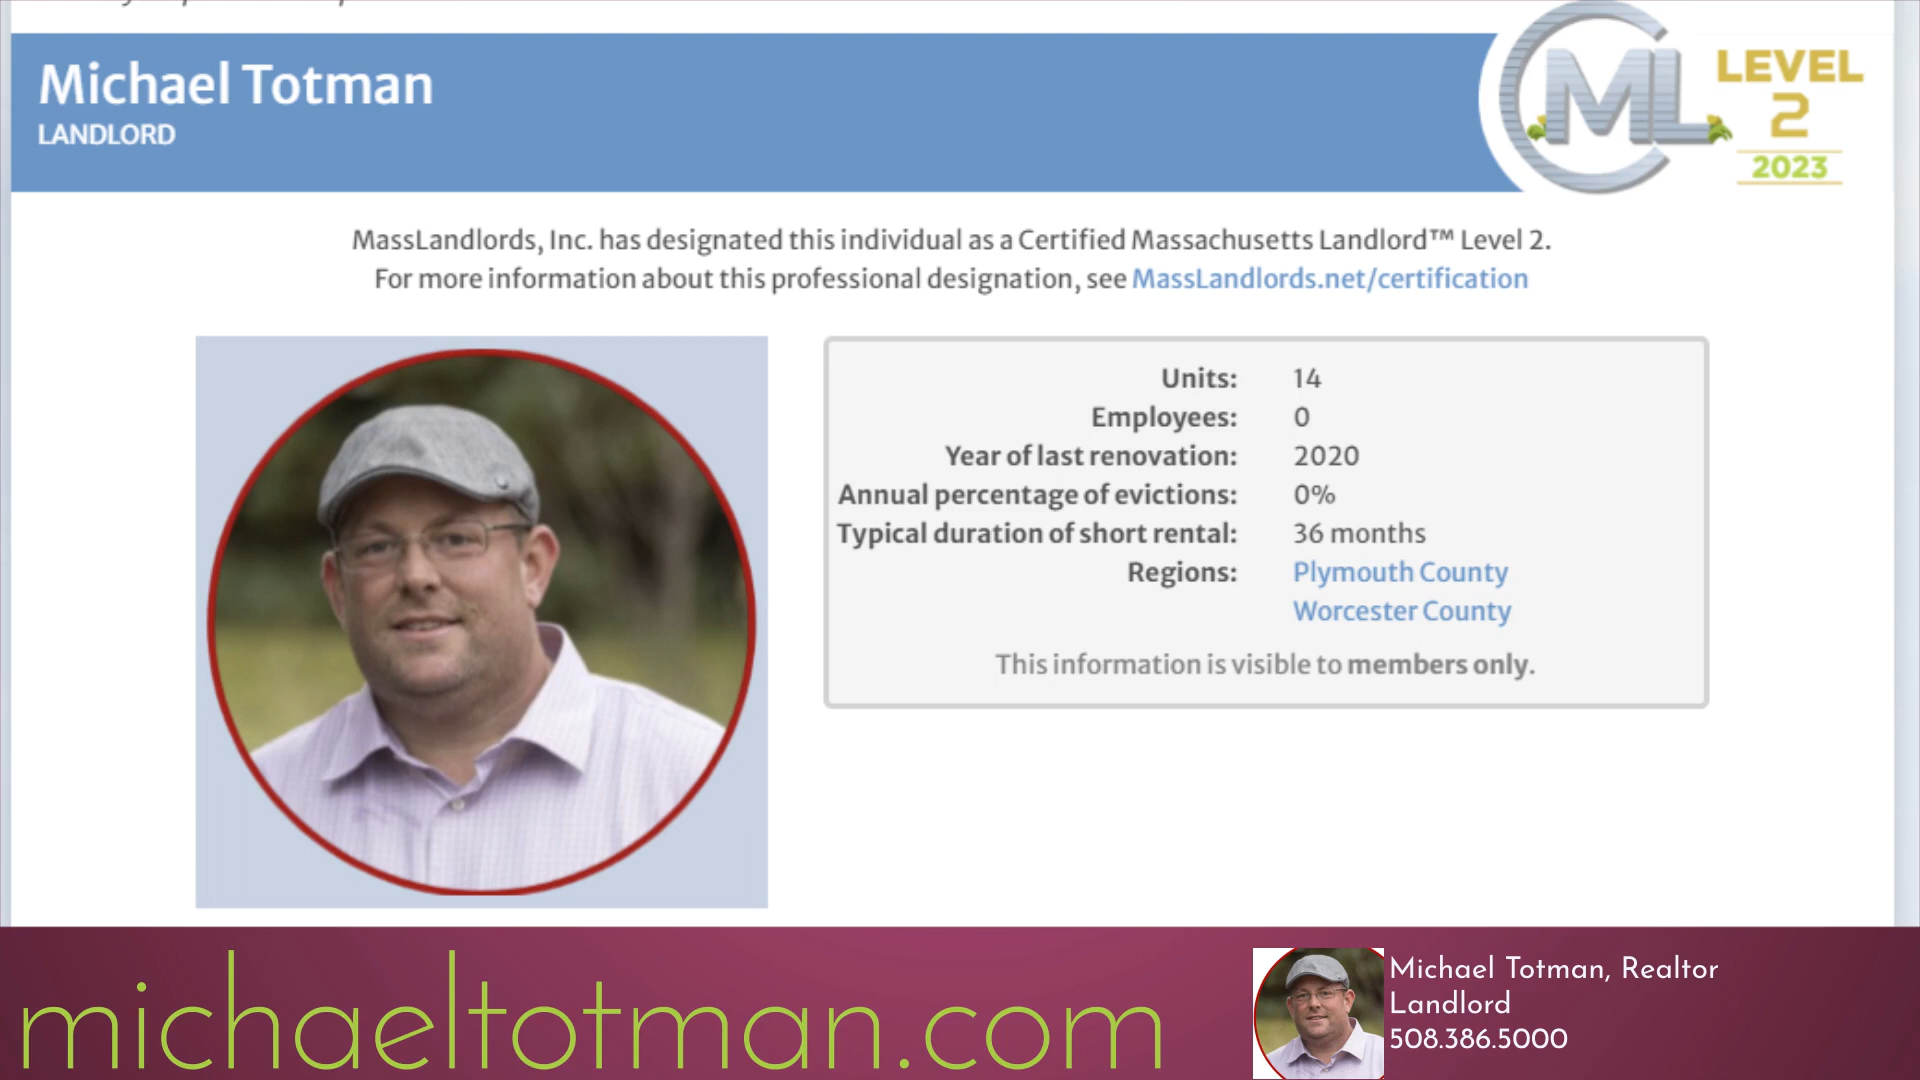 Michael Totman
LANDLORD
ML
LEVEL
2
2023
MassLandlords, Inc. has designated this individual as a Certified Massachusetts Landlord™ Level 2.
For more information about this professional designation, see MassLandlords.net/certification
Units: 14
Employees: 0
Year of last renovation: 2020
Annual percentage of evictions: 0%
Typical duration of short rental: 36 months
Regions: Plymouth County
Worcester County
This information is visible to members only.
michaeltotman.com
Michael Totman, Realtor
Landlord
508.386.5000